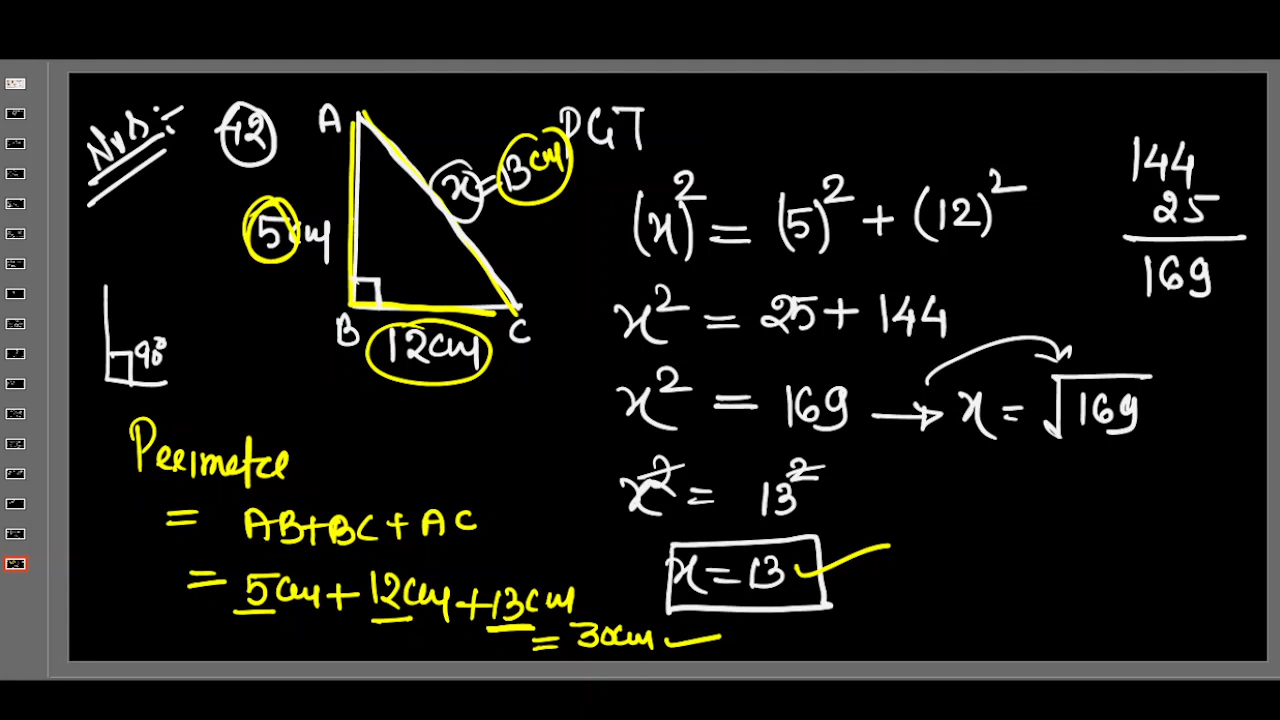 NVS:-
12
A
x = 13cm
PGT
144
25
169
5cm
(x)² = (5)² + (12)²
B
12cm
C
x² = 25 + 144
90°
x² = 169 → x = √169
Perimeter
x² = 13²
= AB+BC+AC
x = 13
= 5cm + 12cm + 13cm
= 30cm